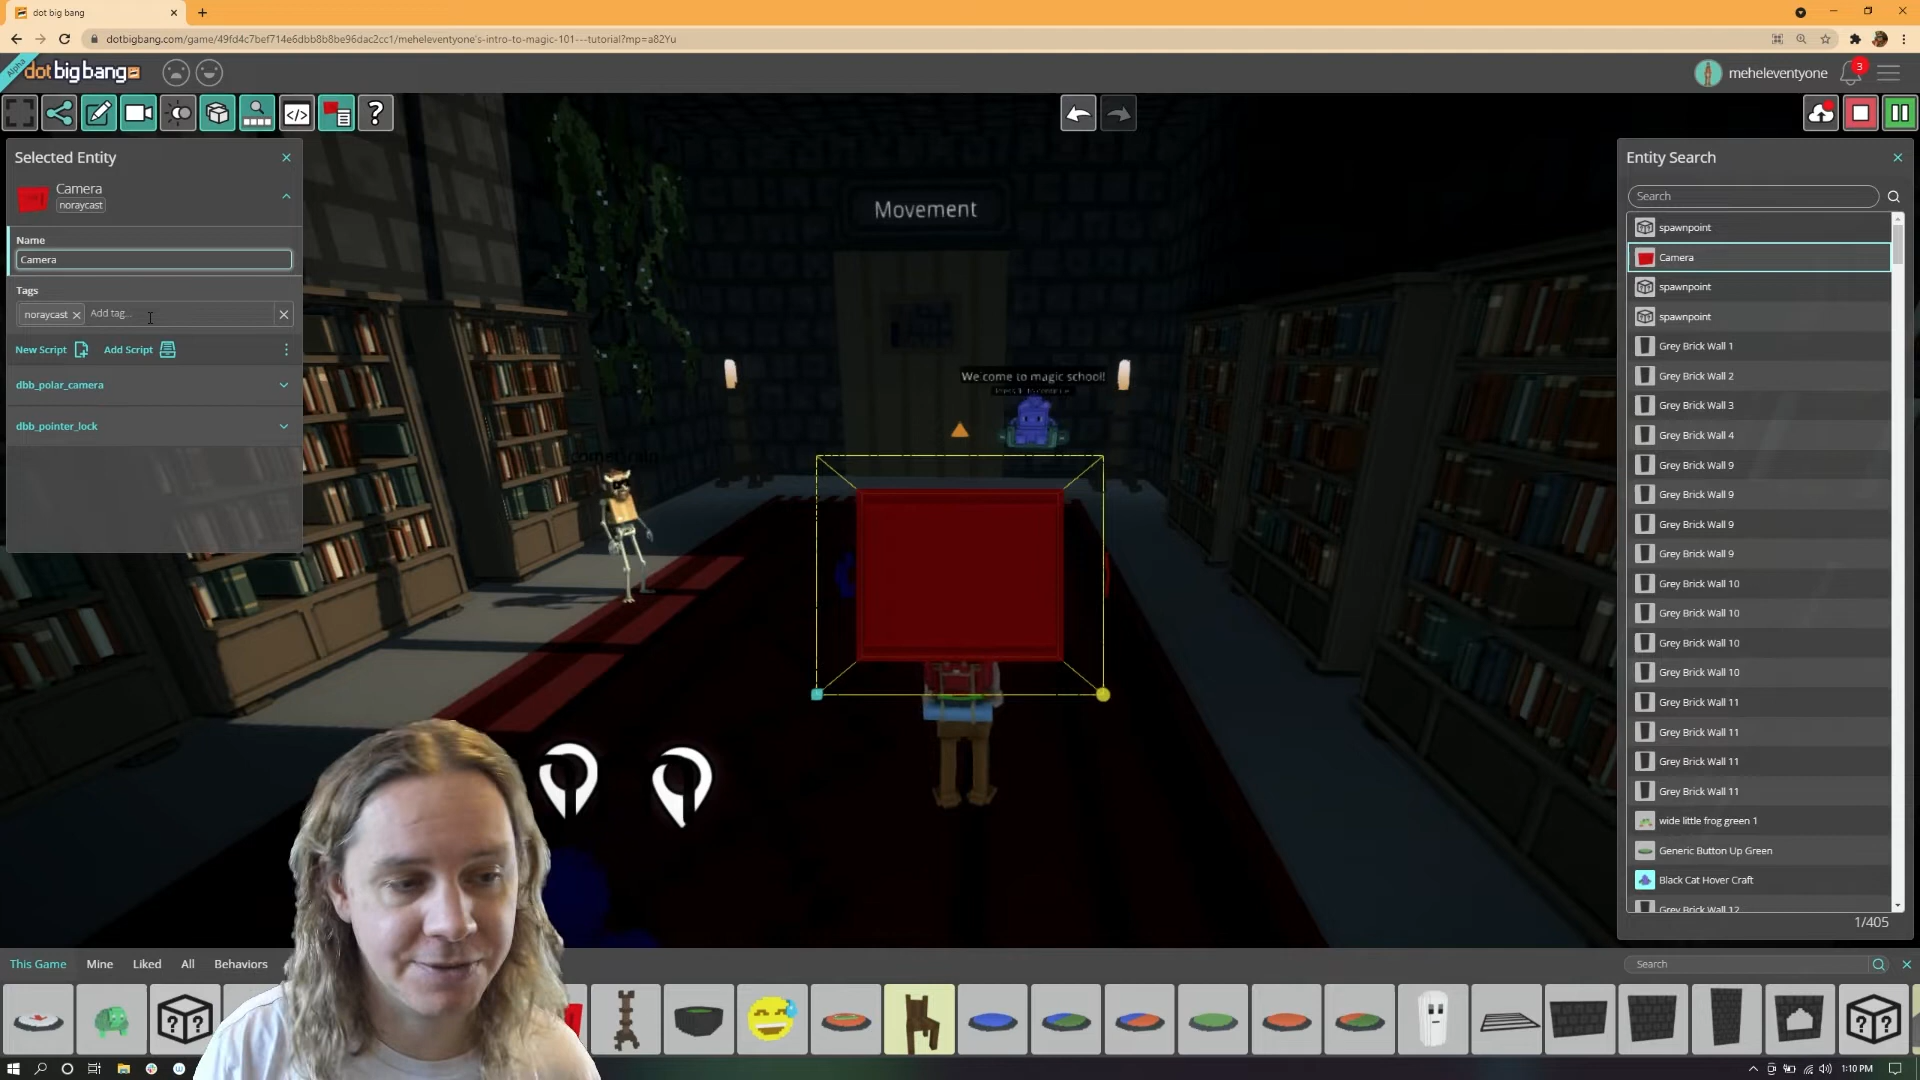 dot big bang
dotbigbang.com/game/49fd4c7bef714e6dbb8b8be96dac2cc1/meheleventyone's-intro-to-magic-101---tutorial?mp=a82Yu
Alpha
dot big bang
meheleventyone
3
Selected Entity
Camera
noraycast
Name
Camera
Tags
noraycast
Add tag...
New Script
Add Script
dbb_polar_camera
dbb_pointer_lock
Movement
Welcome to magic school!
Entity Search
Search
spawnpoint
Camera
spawnpoint
spawnpoint
Grey Brick Wall 1
Grey Brick Wall 2
Grey Brick Wall 3
Grey Brick Wall 4
Grey Brick Wall 9
Grey Brick Wall 9
Grey Brick Wall 9
Grey Brick Wall 9
Grey Brick Wall 10
Grey Brick Wall 10
Grey Brick Wall 10
Grey Brick Wall 10
Grey Brick Wall 11
Grey Brick Wall 11
Grey Brick Wall 11
Grey Brick Wall 11
wide little frog green 1
Generic Button Up Green
Black Cat Hover Craft
Grey Brick Wall 12
1/405
This Game
Mine
Liked
All
Behaviors
Search
1:10 PM